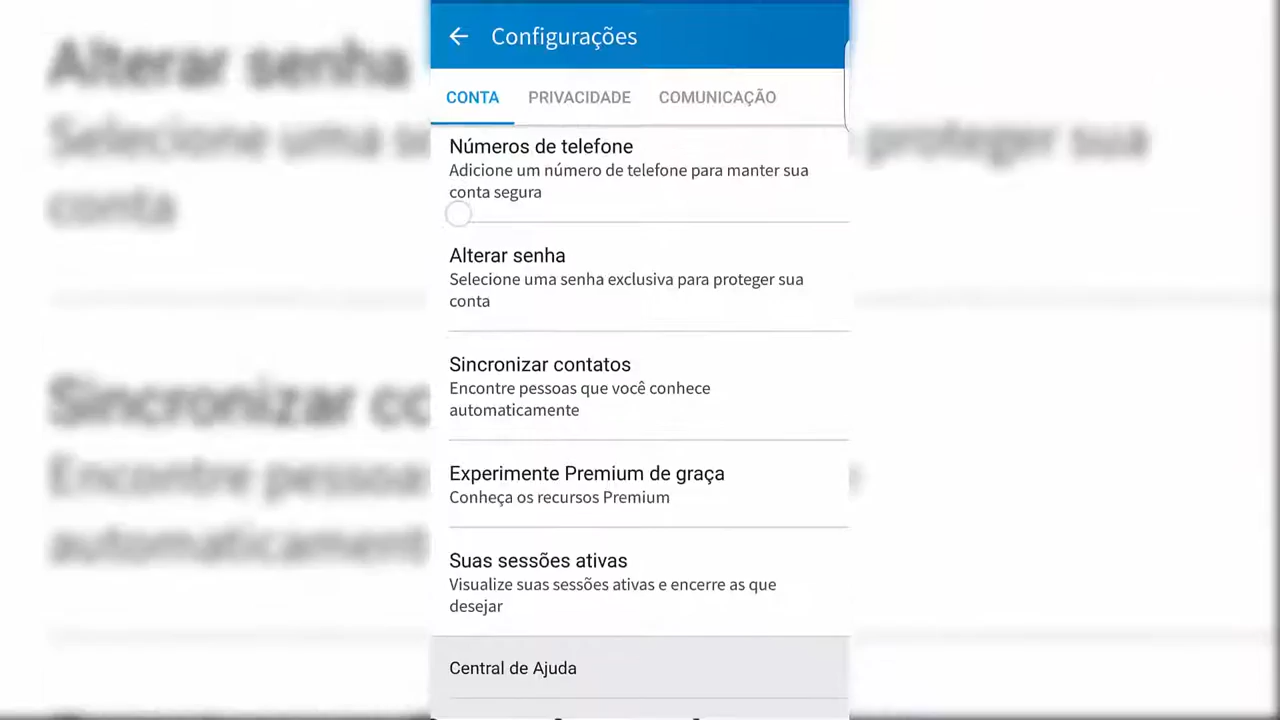 Configurações
CONTA PRIVACIDADE COMUNICAÇÃO
Números de telefone
Adicione um número de telefone para manter sua
conta segura
Alterar senha
Selecione uma senha exclusiva para proteger sua
conta
Sincronizar contatos
Encontre pessoas que você conhece
automaticamente
Experimente Premium de graça
Conheça os recursos Premium
Suas sessões ativas
Visualize suas sessões ativas e encerre as que
desejar
Central de Ajuda